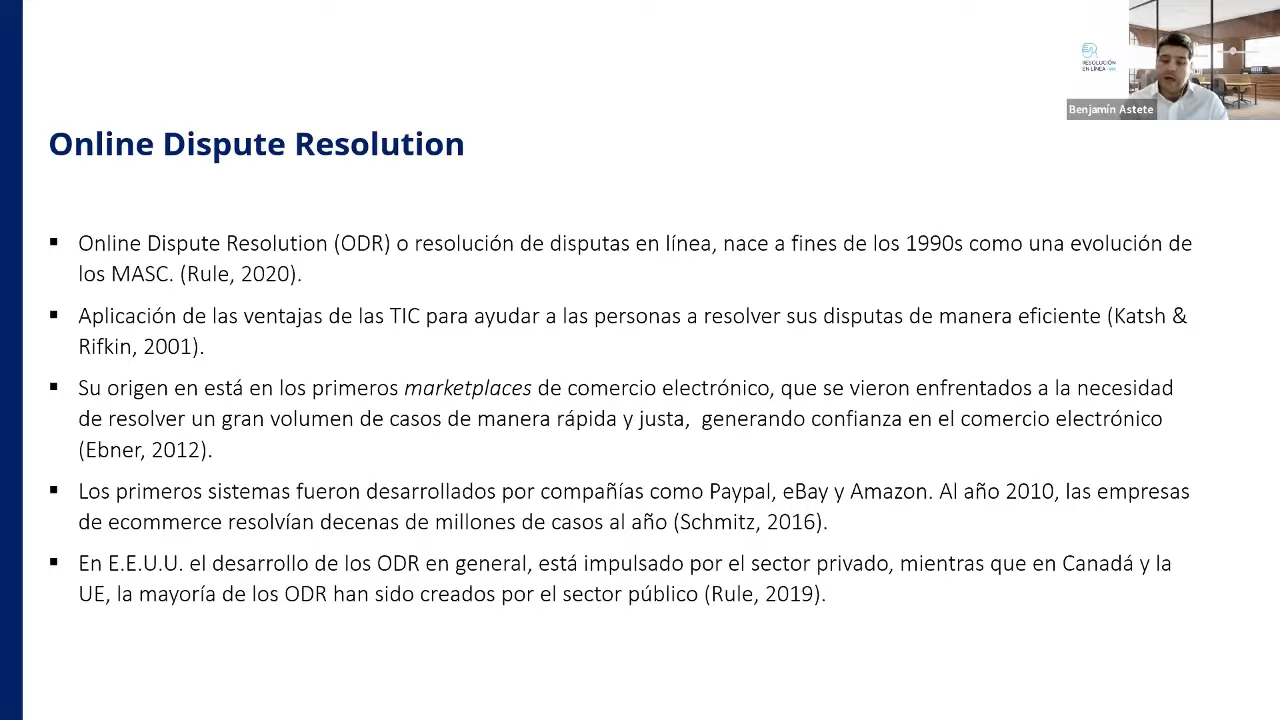 RESOLUCIÓN
EN LÍNEA
Benjamín Astete
Online Dispute Resolution
▪ Online Dispute Resolution (ODR) o resolución de disputas en línea, nace a fines de los 1990s como una evolución de
los MASC. (Rule, 2020).
▪ Aplicación de las ventajas de las TIC para ayudar a las personas a resolver sus disputas de manera eficiente (Katsh &
Rifkin, 2001).
▪ Su origen en está en los primeros marketplaces de comercio electrónico, que se vieron enfrentados a la necesidad
de resolver un gran volumen de casos de manera rápida y justa,  generando confianza en el comercio electrónico
(Ebner, 2012).
▪ Los primeros sistemas fueron desarrollados por compañías como Paypal, eBay y Amazon. Al año 2010, las empresas
de ecommerce resolvían decenas de millones de casos al año (Schmitz, 2016).
▪ En E.E.U.U. el desarrollo de los ODR en general, está impulsado por el sector privado, mientras que en Canadá y la
UE, la mayoría de los ODR han sido creados por el sector público (Rule, 2019).